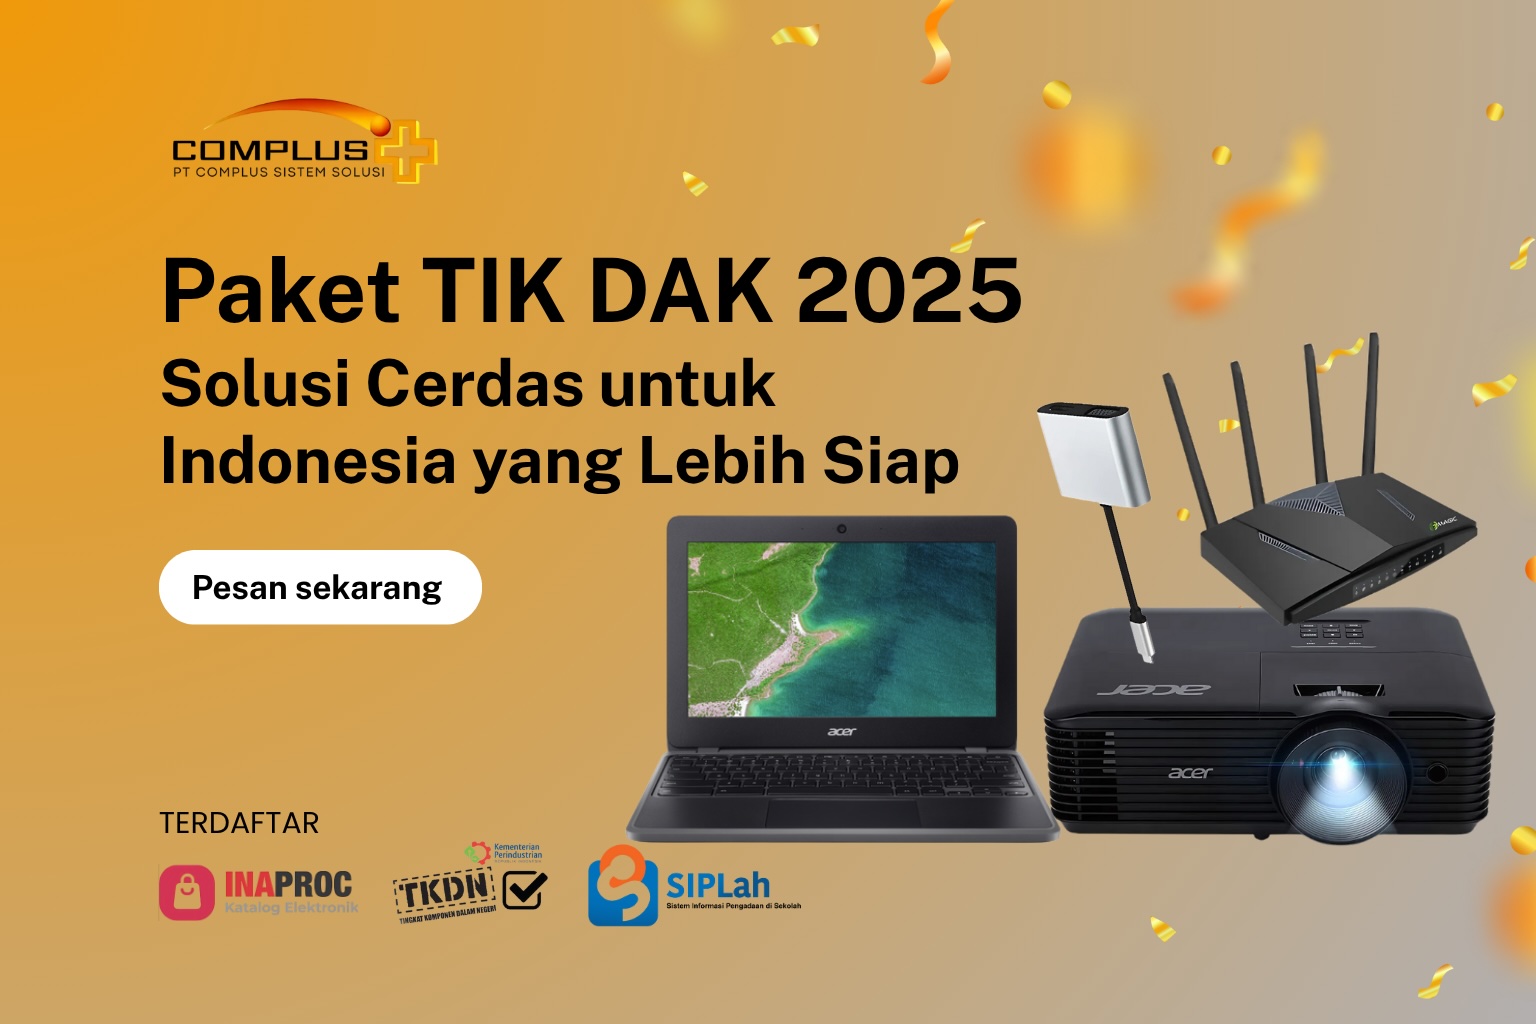 COMPLUS
PT COMPLUS SISTEM SOLUSI
Paket TIK DAK 2025
Solusi Cerdas untuk
Indonesia yang Lebih Siap
Pesan sekarang
acer
acer
acer
TERDAFTAR
INAPROC
Katalog Elektronik
Kementerian
Perindustrian
REPUBLIK INDONESIA
TKDN
TINGKAT KOMPONEN DALAM NEGERI
SIPLah
Sistem Informasi Pengadaan di Sekolah